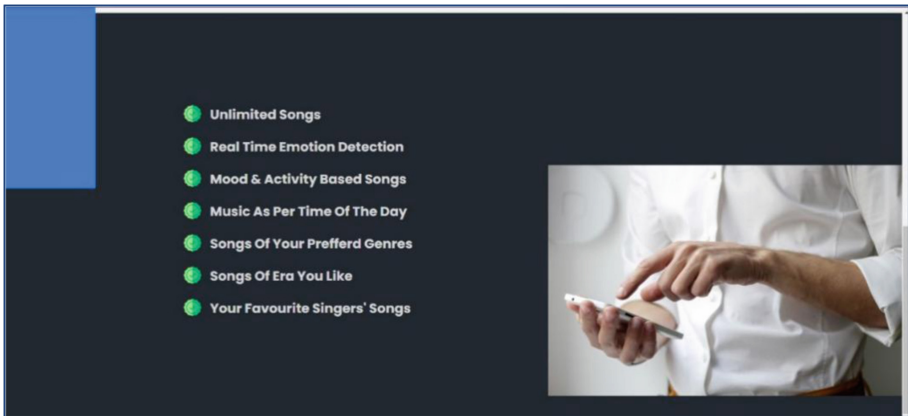 Unlimited Songs
Real Time Emotion Detection
Mood & Activity Based Songs
Music As Per Time Of The Day
Songs Of Your Prefferd Genres
Songs Of Era You Like
Your Favourite Singers' Songs